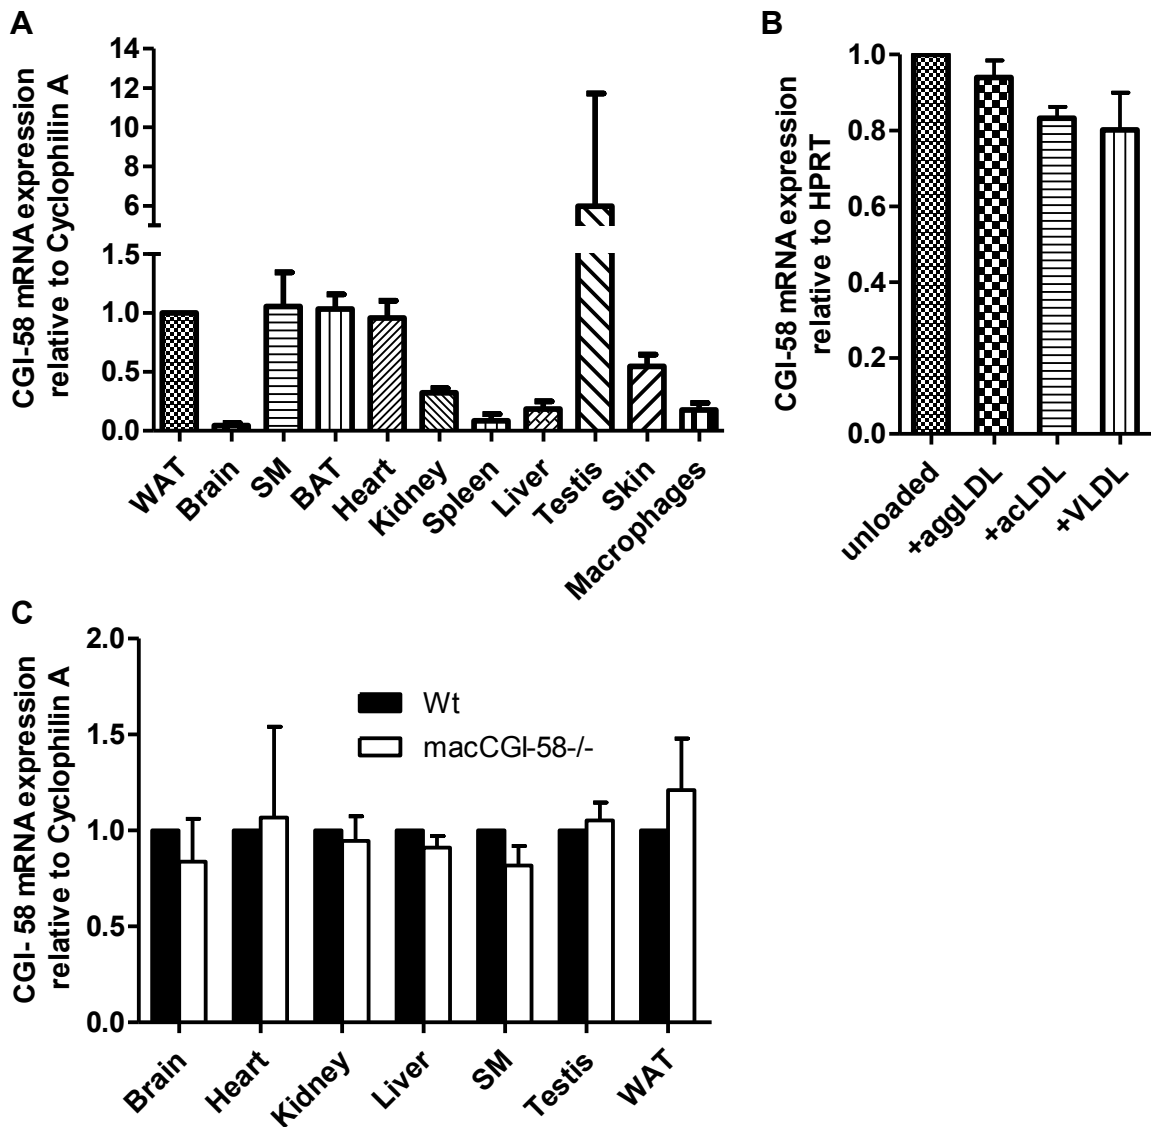 A
CGI-58 mRNA expression
relative to Cyclophilin A
14
12
10
8
6
1.5
1.0
0.5
0.0
WAT
Brain
SM
BAT
Heart
Kidney
Spleen
Liver
Testis
Skin
Macrophages
B
CGI-58 mRNA expression
relative to HPRT
1.0
0.8
0.6
0.4
0.2
0.0
unloaded
+aggLDL
+acLDL
+VLDL
C
CGI- 58 mRNA expression
relative to Cyclophilin A
2.0
1.5
1.0
0.5
0.0
Wt
macCGI-58-/-
Brain
Heart
Kidney
Liver
SM
Testis
WAT